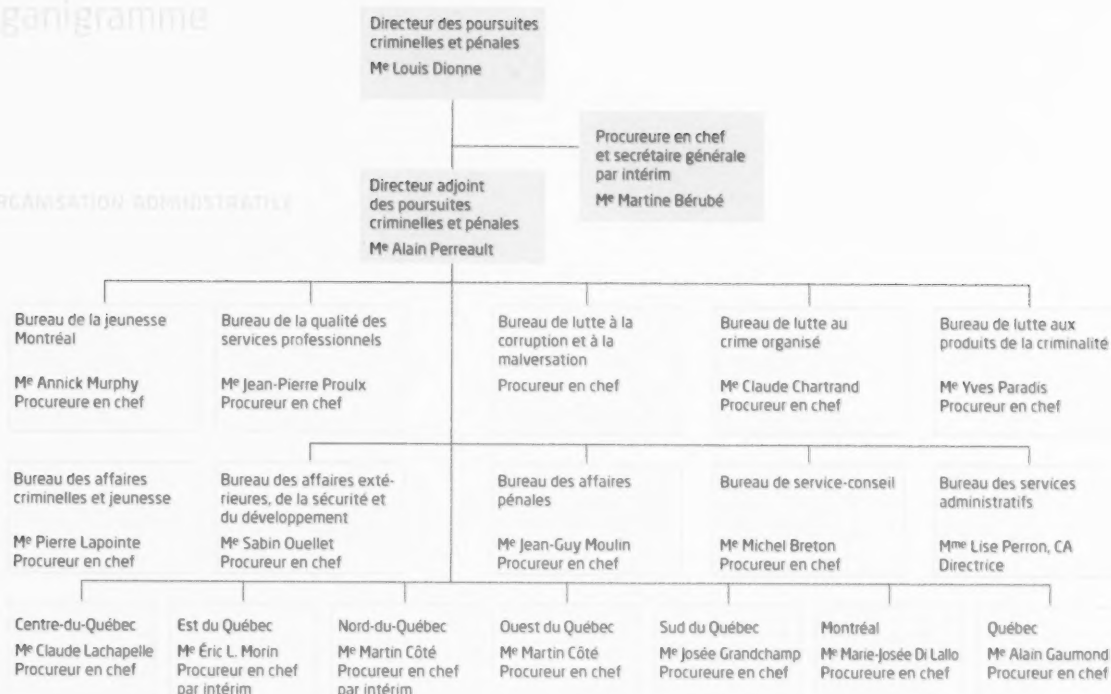 ganigramme
Directeur des poursuites
criminelles et pénales
Me Louis Dionne
Procureure en chef
et secrétaire générale
par intérim
Me Martine Bérubé
RGANISATION ADMINISTRATIVE
Directeur adjoint
des poursuites
criminelles et pénales
Me Alain Perreault
Bureau de la jeunesse
Montréal
Me Annick Murphy
Procureure en chef
Bureau de la qualité des
services professionnels
Me Jean-Pierre Proulx
Procureur en chef
Bureau de lutte à la
corruption et à la
malversation
Procureur en chef
Bureau de lutte au
crime organisé
Me Claude Chartrand
Procureur en chef
Bureau de lutte aux
produits de la criminalité
Me Yves Paradis
Procureur en chef
Bureau des affaires
criminelles et jeunesse
Me Pierre Lapointe
Procureur en chef
Bureau des affaires exté-
rieures, de la sécurité et
du développement
Me Sabin Ouellet
Procureur en chef
Bureau des affaires
pénales
Me Jean-Guy Moulin
Procureur en chef
Bureau de service-conseil
Me Michel Breton
Procureur en chef
Bureau des services
administratifs
Mme Lise Perron, CA
Directrice
Centre-du-Québec
Me Claude Lachapelle
Procureur en chef
Est du Québec
Me Éric L. Morin
Procureur en chef
par intérim
Nord-du-Québec
Me Martin Côté
Procureur en chef
par intérim
Ouest du Québec
Me Martin Côté
Procureur en chef
Sud du Québec
Me Josée Grandchamp
Procureure en chef
Montréal
Me Marie-Josée Di Lallo
Procureure en chef
Québec
Me Alain Gaumond
Procureur en chef